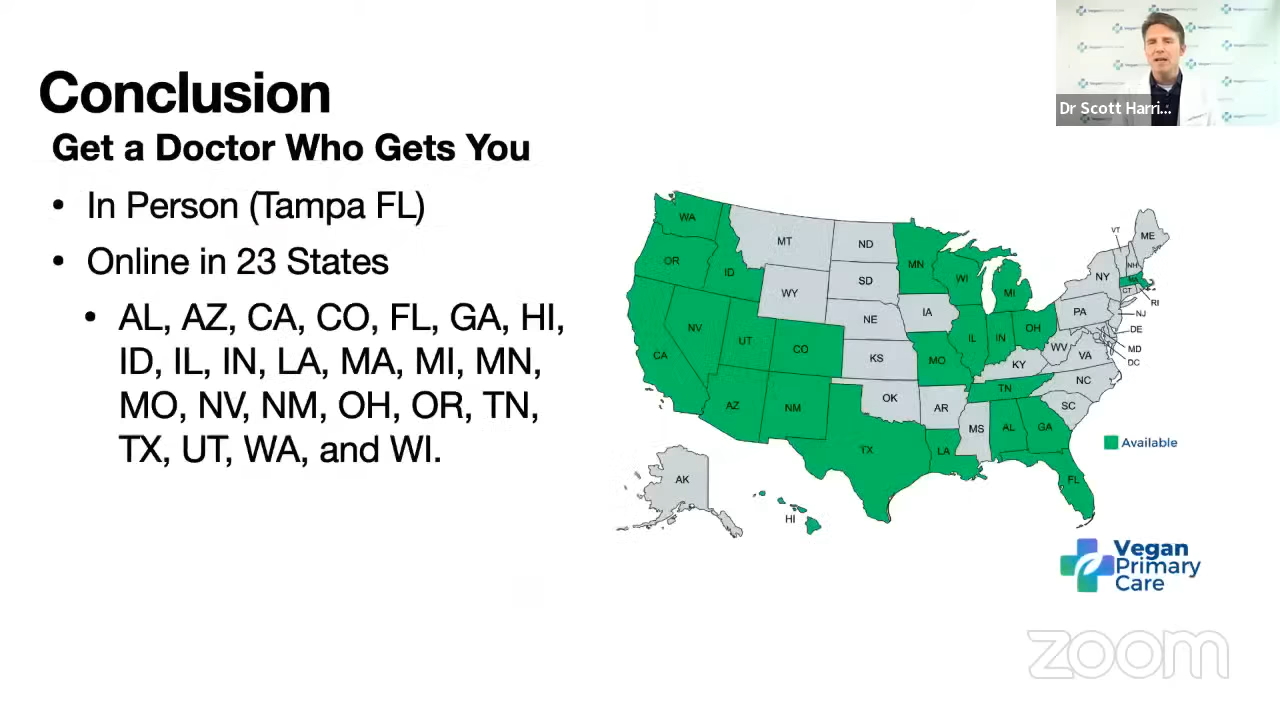 Conclusion
Get a Doctor Who Gets You
• In Person (Tampa FL)
• Online in 23 States
• AL, AZ, CA, CO, FL, GA, HI,
ID, IL, IN, LA, MA, MI, MN,
MO, NV, NM, OH, OR, TN,
TX, UT, WA, and WI.
Dr Scott Harri...
WA
MT
ND
MN
VT
ME
OR
ID
SD
WI
NH
WY
MI
NY
MA
CT
RI
IA
NE
PA
NJ
NV
UT
CO
IL
IN
OH
DE
MD
DC
CA
KS
MO
WV
VA
KY
NC
TN
AZ
NM
OK
AR
SC
MS
AL
GA
TX
LA
FL
AK
HI
Available
Vegan
Primary
Care
zoom